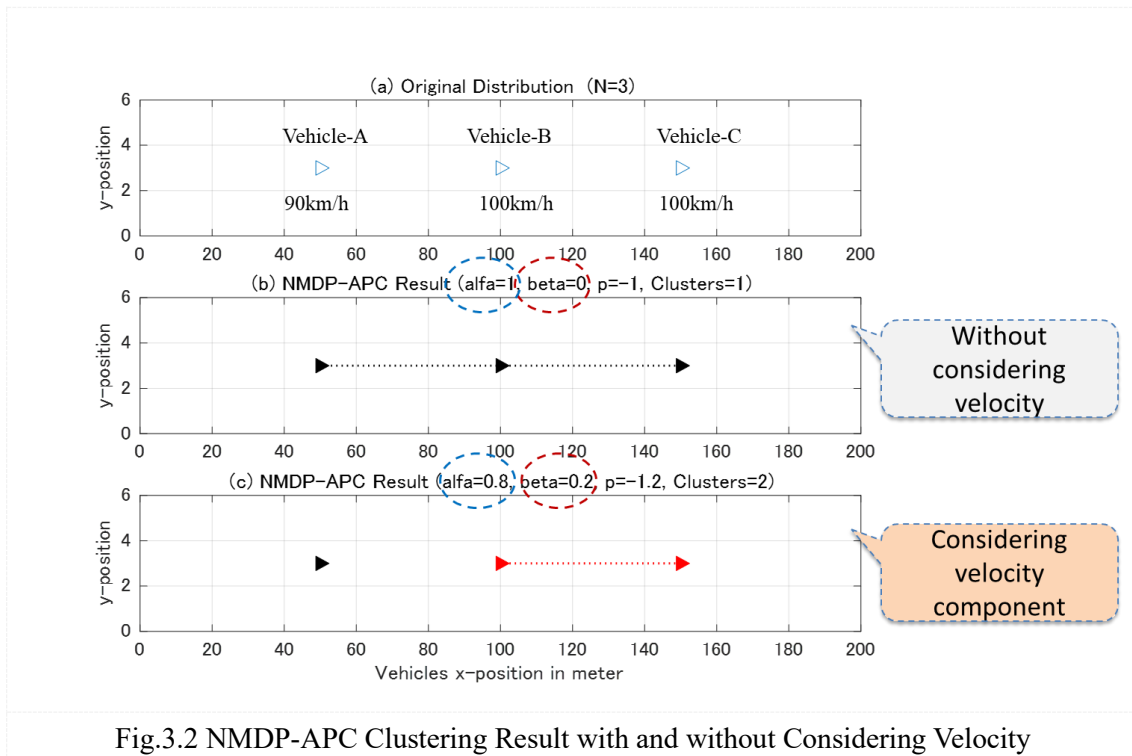 (a) Original Distribution (N=3)
6
4
2
0
y-position
Vehicle-A Vehicle-B Vehicle-C
90km/h 100km/h 100km/h
0 20 40 60 80 100 120 140 160 180 200
(b) NMDP-APC Result (alfa=1, beta=0, p=-1, Clusters=1)
6
4
2
0
y-position
0 20 40 60 80 100 120 140 160 180 200
Without
considering
velocity
(c) NMDP-APC Result (alfa=0.8, beta=0.2, p=-1.2, Clusters=2)
6
4
2
0
y-position
0 20 40 60 80 100 120 140 160 180 200
Vehicles x-position in meter
Considering
velocity
component
Fig.3.2 NMDP-APC Clustering Result with and without Considering Velocity